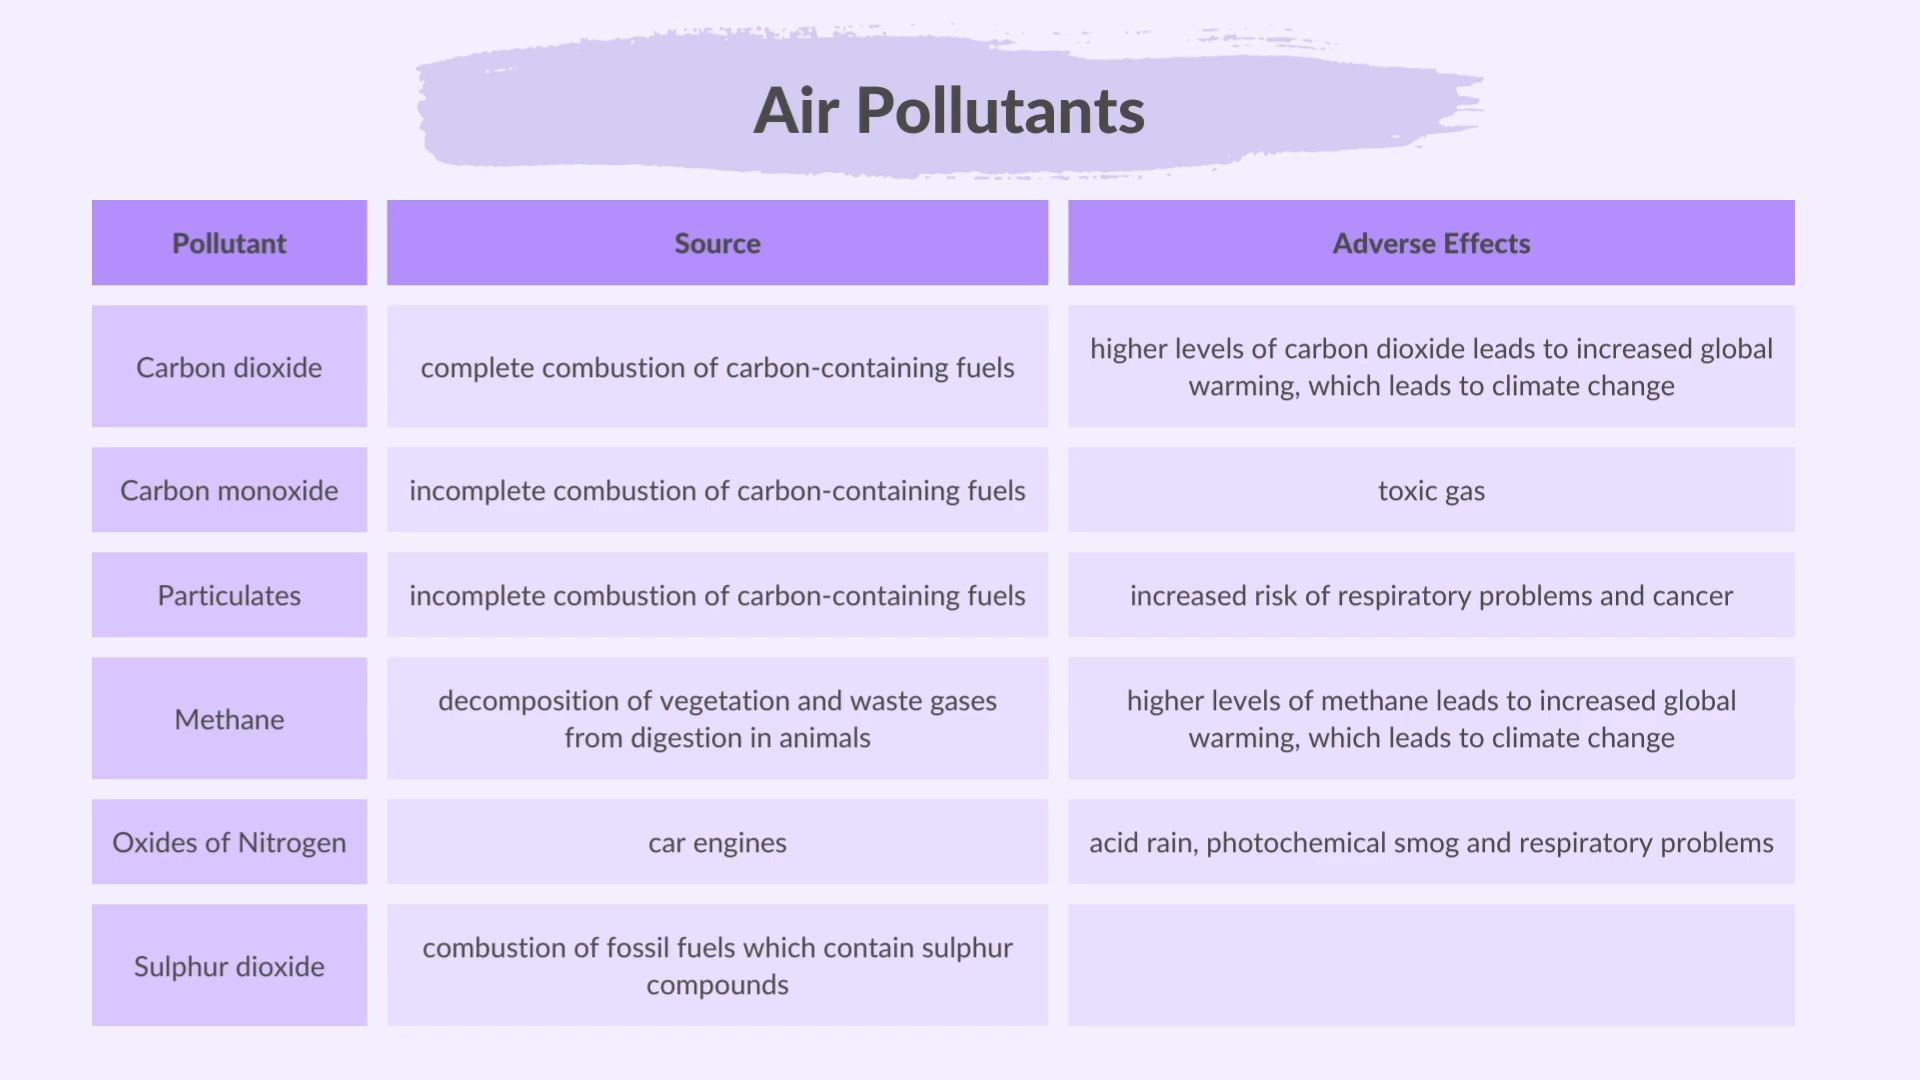 Air Pollutants
Pollutant
Source
Adverse Effects
Carbon dioxide
complete combustion of carbon-containing fuels
higher levels of carbon dioxide leads to increased global
warming, which leads to climate change
Carbon monoxide
incomplete combustion of carbon-containing fuels
toxic gas
Particulates
incomplete combustion of carbon-containing fuels
increased risk of respiratory problems and cancer
Methane
decomposition of vegetation and waste gases
from digestion in animals
higher levels of methane leads to increased global
warming, which leads to climate change
Oxides of Nitrogen
car engines
acid rain, photochemical smog and respiratory problems
Sulphur dioxide
combustion of fossil fuels which contain sulphur
compounds